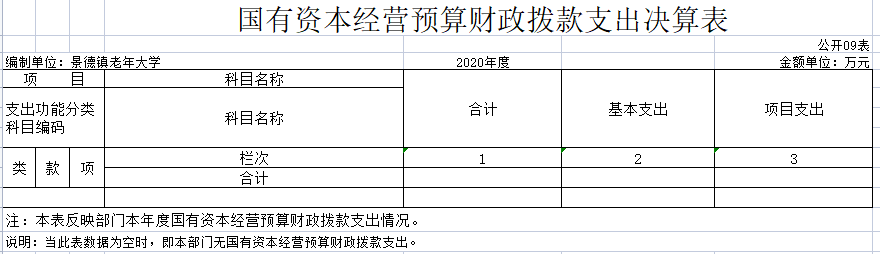 国有资本经营预算财政拨款支出决算表
公开09表
编制单位：景德镇老年大学 2020年度 金额单位：万元
项 目 科目名称 合计 基本支出 项目支出
支出功能分类科目编码 科目名称
类 款 项 栏次 1 2 3
合计
注：本表反映部门本年度国有资本经营预算财政拨款支出情况。
说明：当此表数据为空时，即本部门无国有资本经营预算财政拨款支出。